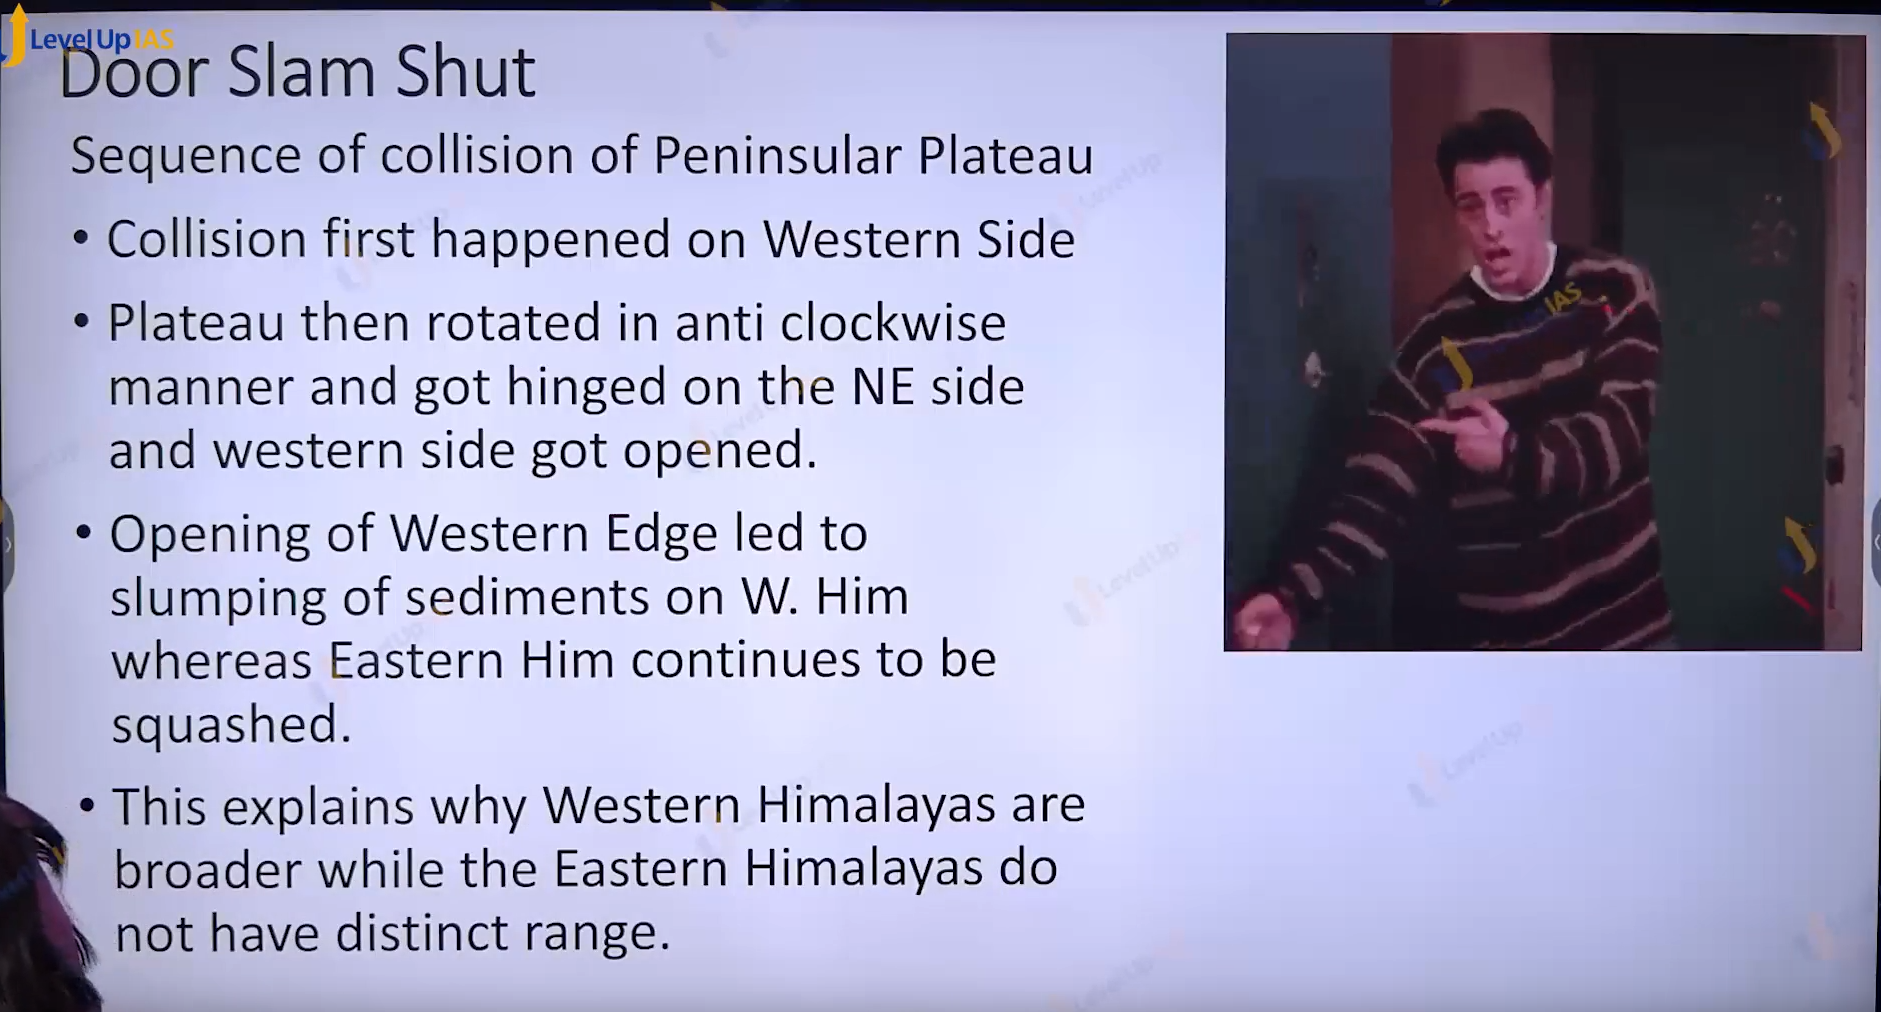 LevelUp IAS
Door Slam Shut
Sequence of collision of Peninsular Plateau
• Collision first happened on Western Side
• Plateau then rotated in anti clockwise
manner and got hinged on the NE side
and western side got opened.
• Opening of Western Edge led to
slumping of sediments on W. Him
whereas Eastern Him continues to be
squashed.
• This explains why Western Himalayas are
broader while the Eastern Himalayas do
not have distinct range.